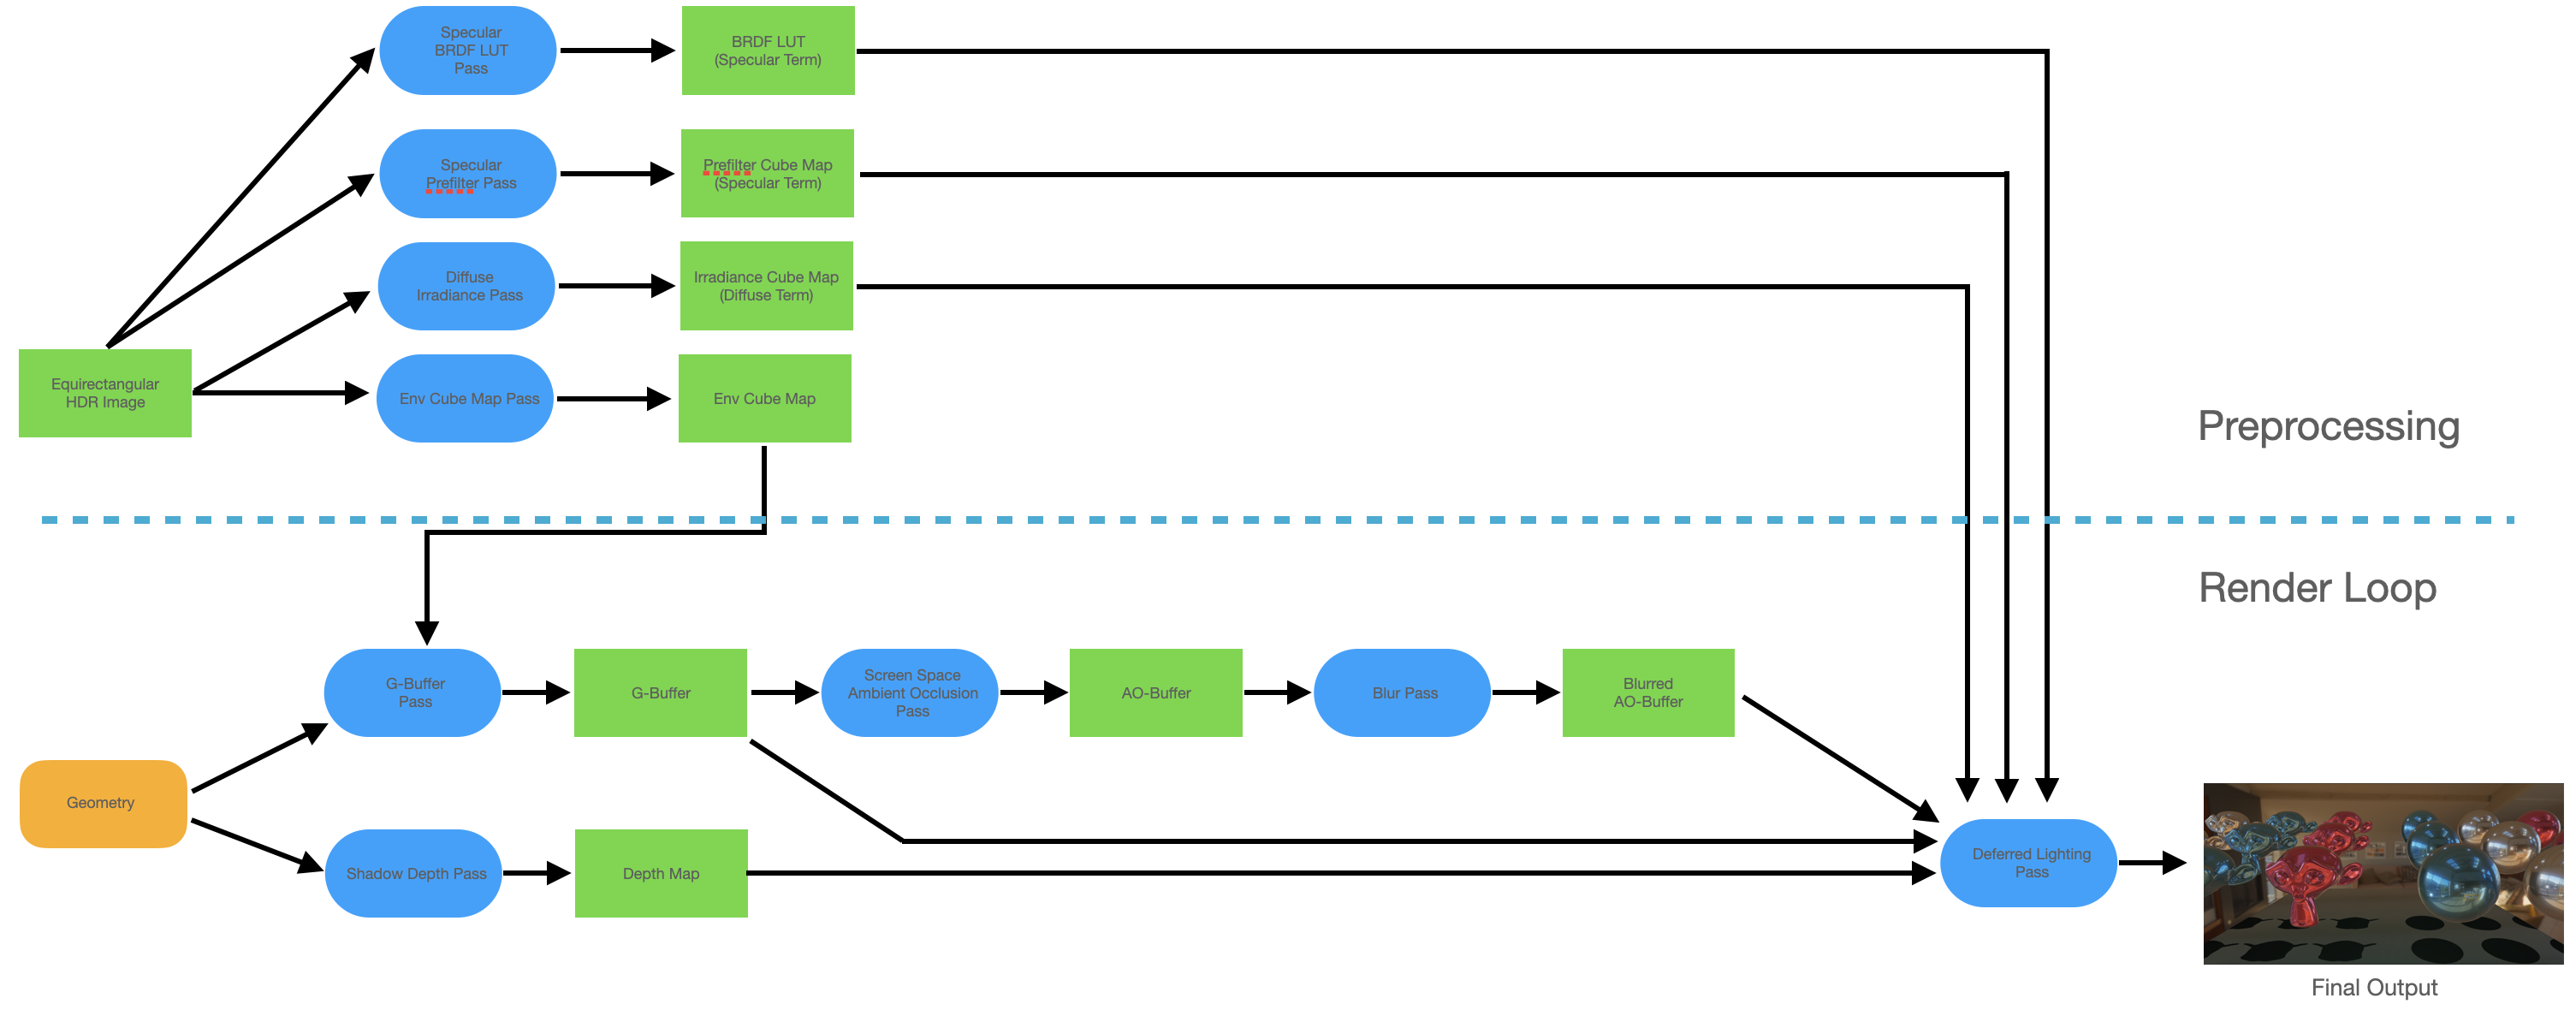 Specular
BRDF LUT
Pass
BRDF LUT
(Specular Term)
Specular
Prefilter Pass
Prefilter Cube Map
(Specular Term)
Diffuse
Irradiance Pass
Irradiance Cube Map
(Diffuse Term)
Equirectangular
HDR Image
Env Cube Map Pass
Env Cube Map
Preprocessing
Render Loop
G-Buffer
Pass
G-Buffer
Screen Space
Ambient Occlusion
Pass
AO-Buffer
Blur Pass
Blurred
AO-Buffer
Geometry
Shadow Depth Pass
Depth Map
Deferred Lighting
Pass
Final Output